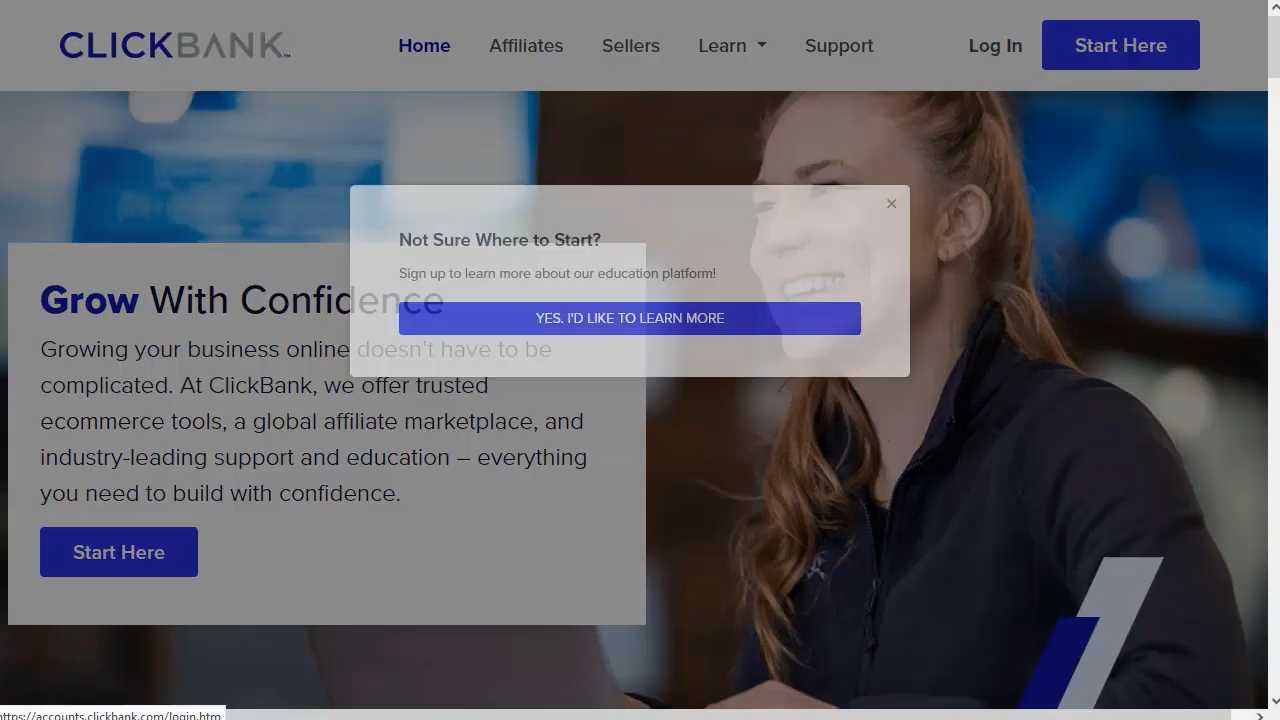 CLICKBANK
Home
Affiliates
Sellers
Learn
Support
Log In
Start Here
Not Sure Where to Start?
Sign up to learn more about our education platform!
YES. I'D LIKE TO LEARN MORE
Grow With Confidence
Growing your business online doesn't have to be
complicated. At ClickBank, we offer trusted
ecommerce tools, a global affiliate marketplace, and
industry-leading support and education – everything
you need to build with confidence.
Start Here
https://accounts.clickbank.com/login.htm